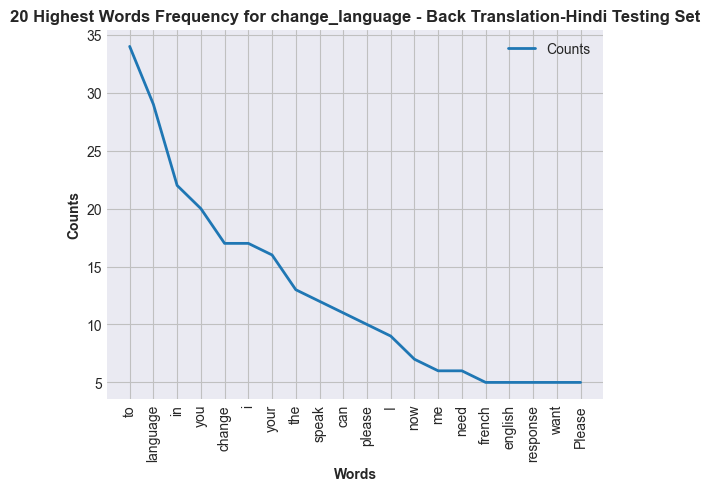 20 Highest Words Frequency for change_language - Back Translation-Hindi Testing Set
Counts
35
30
25
20
15
10
5
Counts
to
language
in
you
change
i
your
the
speak
can
please
I
now
me
need
french
english
response
want
Please
Words